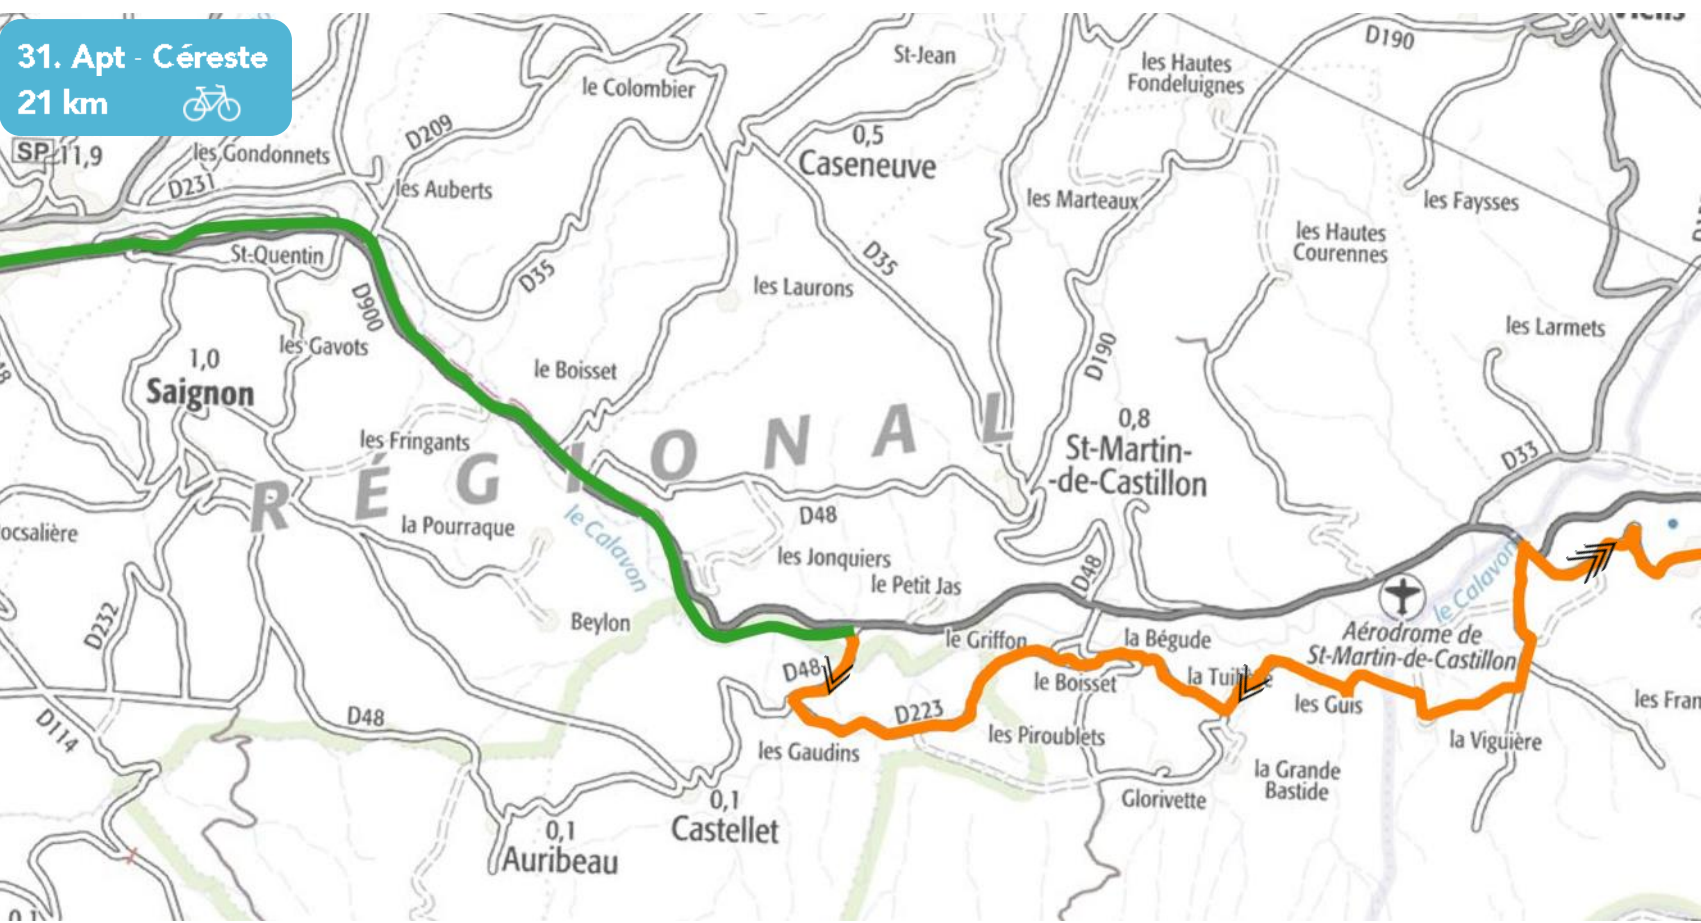 31. Apt - Céreste
21 km
D190
St-Jean
les Hautes
Fondeluignes
le Colombier
D209
0,5
Caseneuve
SP 11,9
les Gondonnets
D231
les Auberts
les Marteaux
les Faysses
les Hautes
Courennes
St-Quentin
D35
D35
les Laurons
D900
les Larmets
les Gavots
D190
1,0
Saignon
le Boisset
0,8
St-Martin-
-de-Castillon
les Fringants
RÉGIONAL
D33
la Pourraque
le Calavon
D48
ocsalière
les Jonquiers
le Petit Jas
D48
le Calavon
D232
Beylon
le Griffon
la Bégude
Aérodrome de
St-Martin-de-Castillon
D48
le Boisset
les Guis
les Fran
D114
D48
D223
les Piroublets
la Viguière
les Gaudins
la Grande
Bastide
0,1
Castellet
Glorivette
0,1
Auribeau